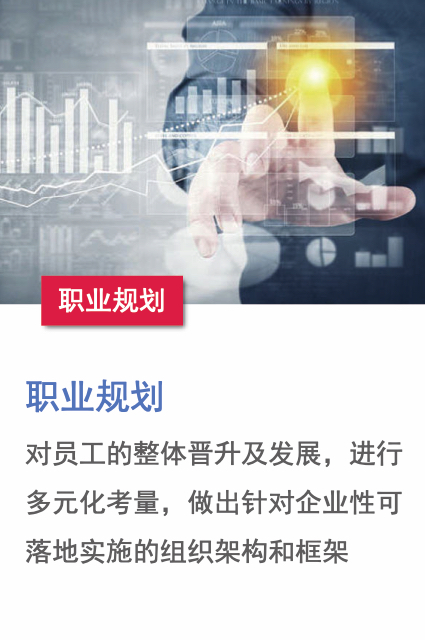 职业规划
职业规划
对员工的整体晋升及发展，进行
多元化考量，做出针对企业性可
落地实施的组织架构和框架